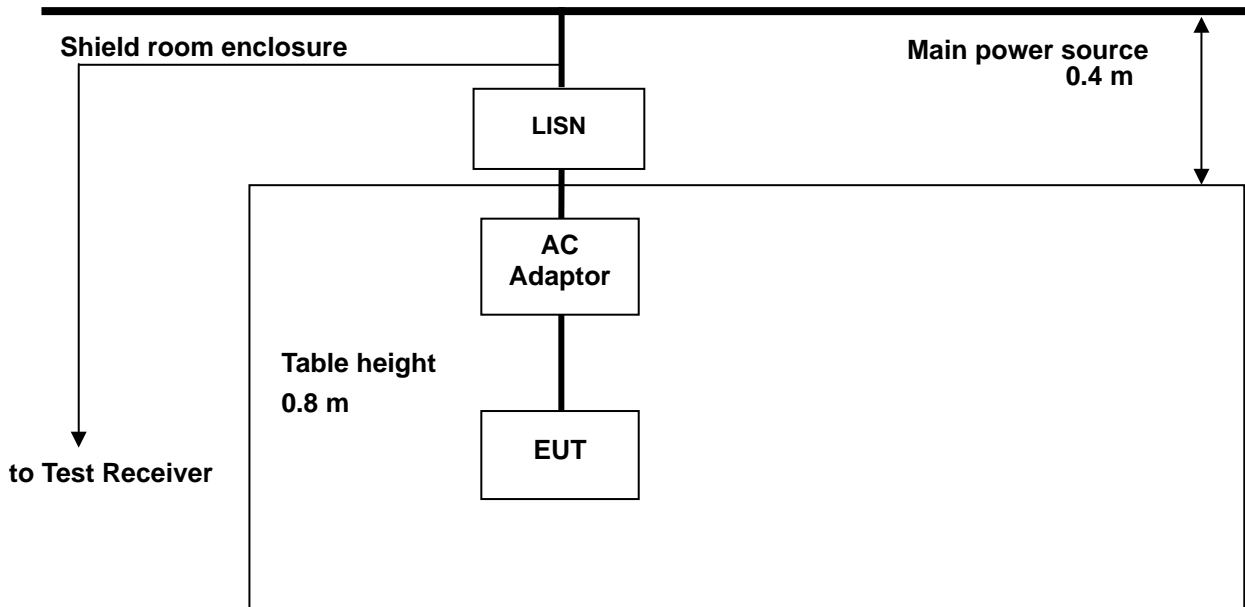 Shield room enclosure
Main power source
0.4 m
LISN
AC
Adaptor
Table height
0.8 m
EUT
to Test Receiver